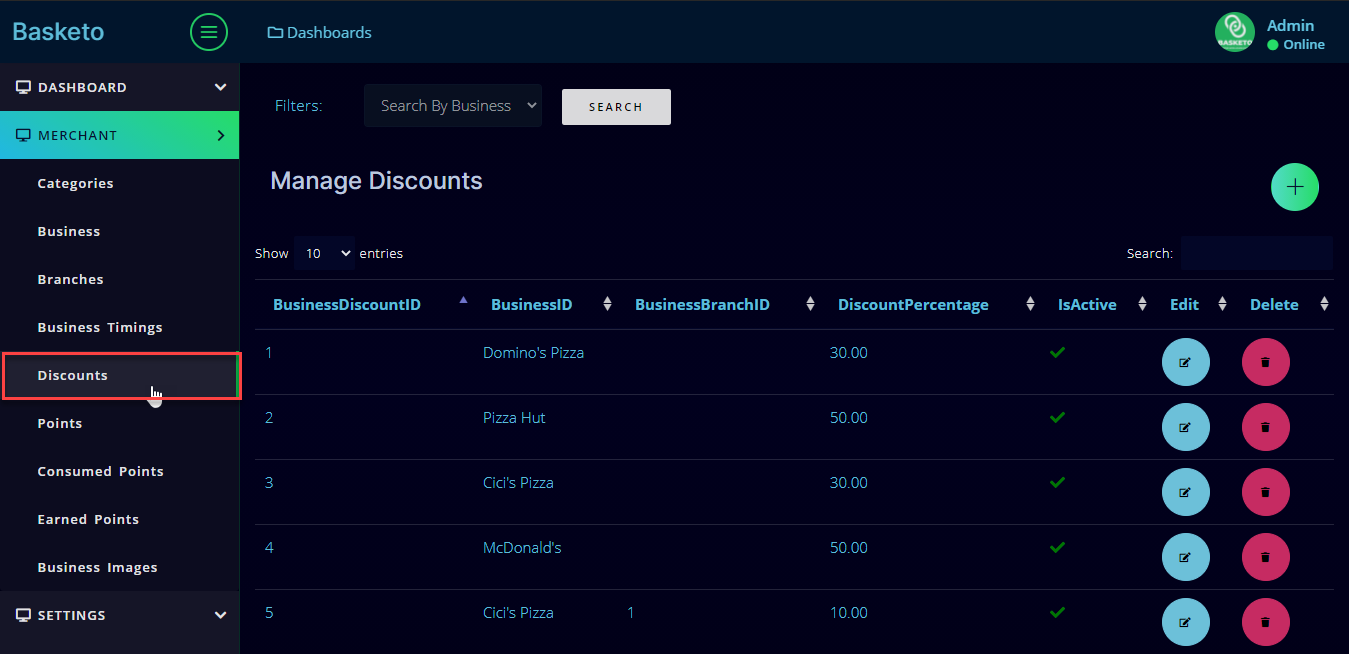 Basketo
Dashboards
BASKETO
Admin
Online
DASHBOARD
MERCHANT
Categories
Business
Branches
Business Timings
Discounts
Points
Consumed Points
Earned Points
Business Images
SETTINGS
Filters: Search By Business SEARCH
Manage Discounts
Show 10 entries Search:
BusinessDiscountID BusinessID BusinessBranchID DiscountPercentage IsActive Edit Delete
1 Domino's Pizza 30.00
2 Pizza Hut 50.00
3 Cici's Pizza 30.00
4 McDonald's 50.00
5 Cici's Pizza 1 10.00